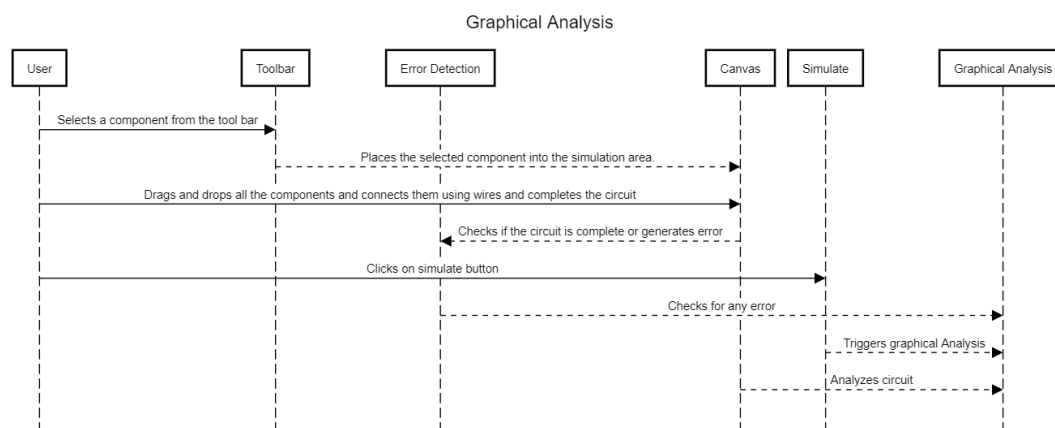 Graphical Analysis
User
Toolbar
Error Detection
Canvas
Simulate
Graphical Analysis
Selects a component from the tool bar
Places the selected component into the simulation area.
Drags and drops all the components and connects them using wires and completes the circuit
Checks if the circuit is complete or generates error
Clicks on simulate button
Checks for any error
Triggers graphical Analysis
Analyzes circuit